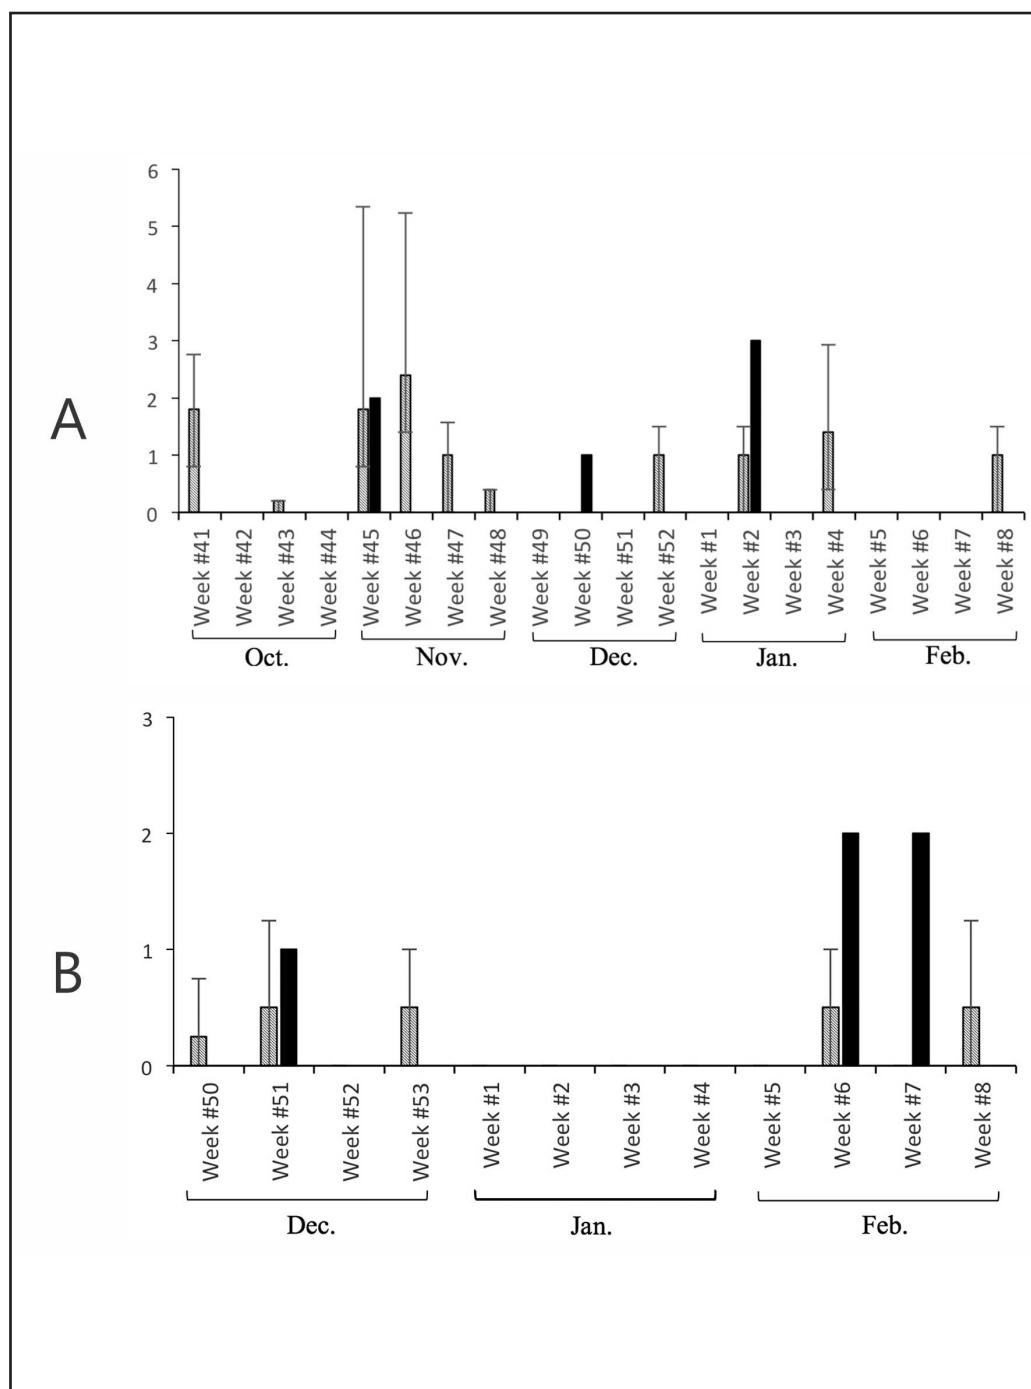 6
5
4
3
2
1
0
A
Week #41
Week #42
Week #43
Week #44
Week #45
Week #46
Week #47
Week #48
Week #49
Week #50
Week #51
Week #52
Week #1
Week #2
Week #3
Week #4
Week #5
Week #6
Week #7
Week #8
Oct. Nov. Dec. Jan. Feb.
3
2
1
0
B
Week #50
Week #51
Week #52
Week #53
Week #1
Week #2
Week #3
Week #4
Week #5
Week #6
Week #7
Week #8
Dec. Jan. Feb.